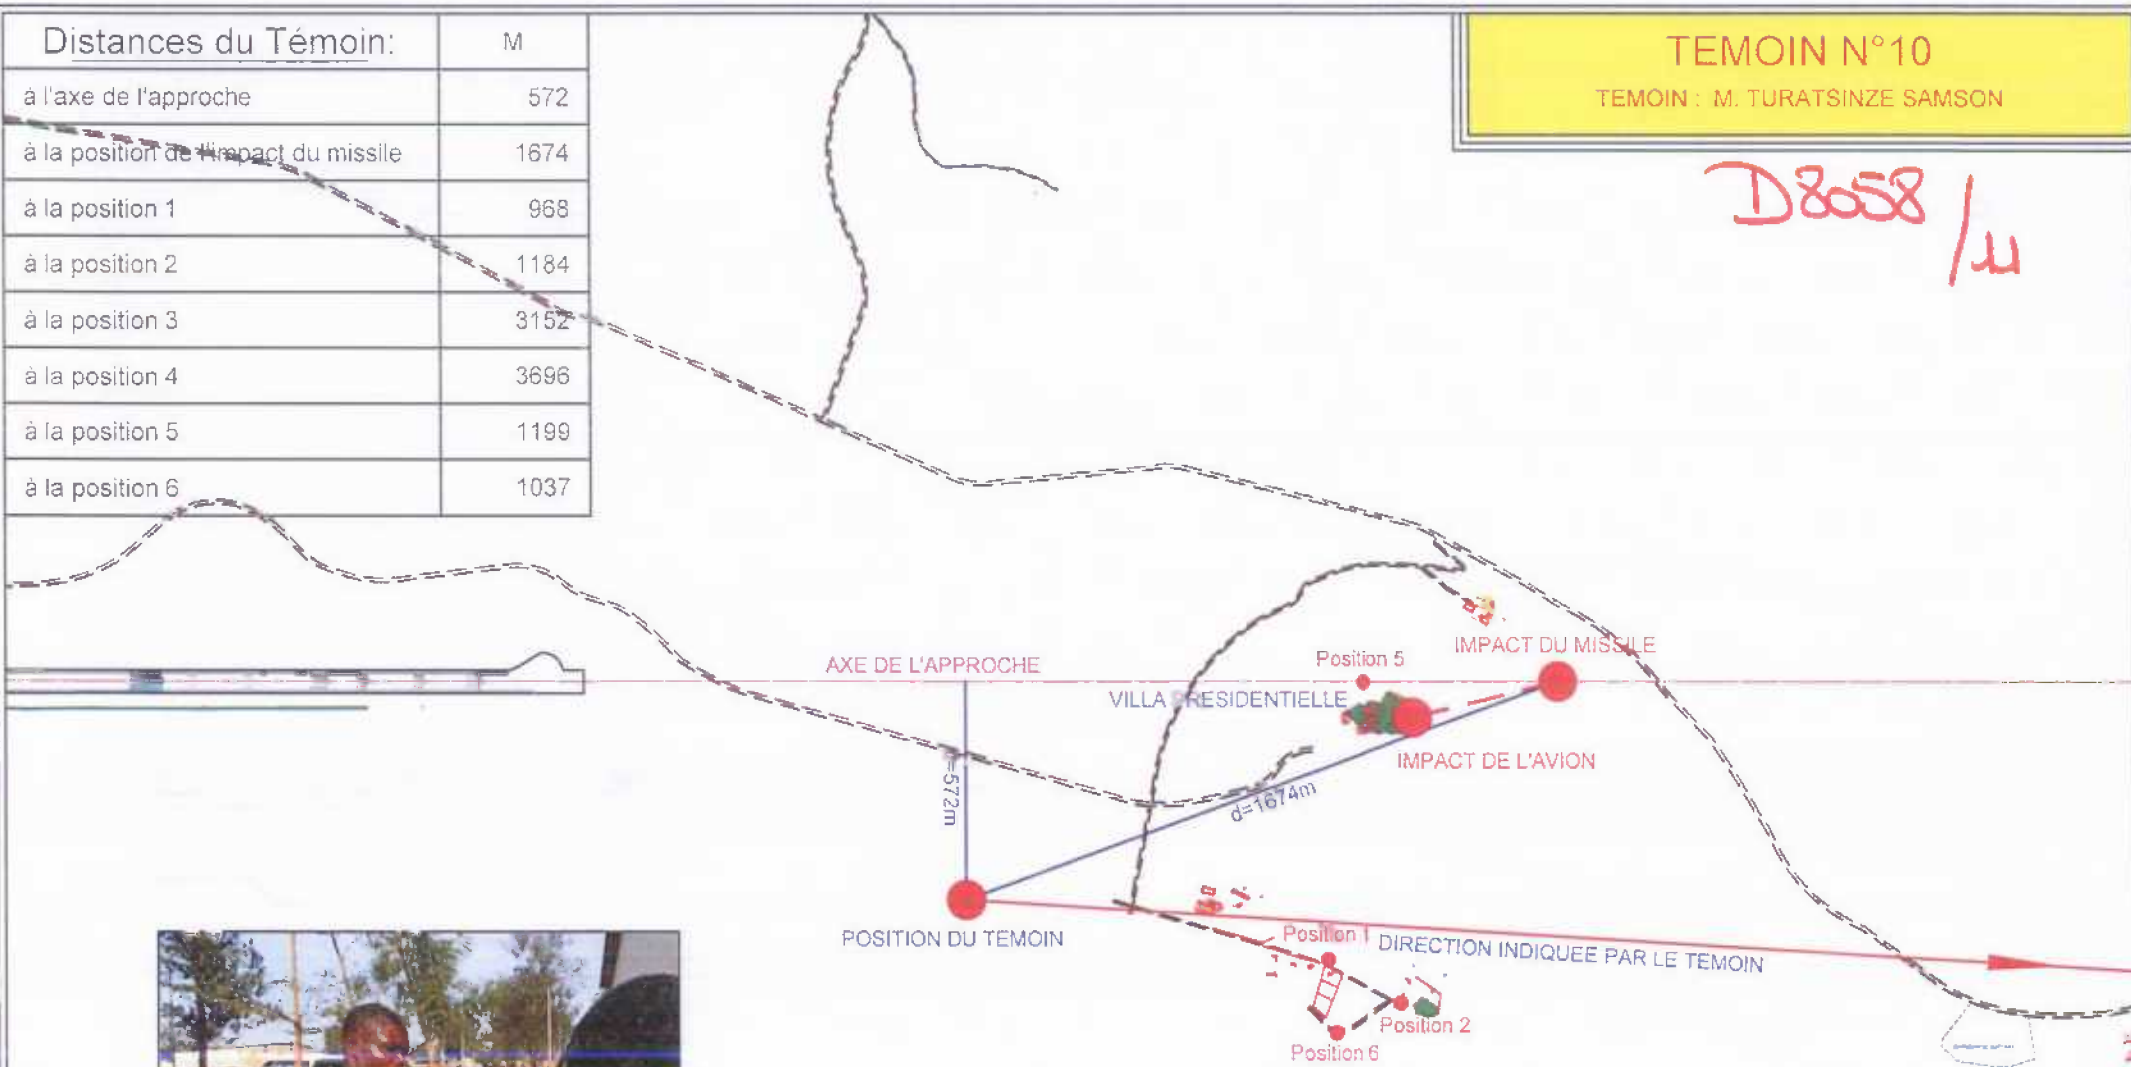 Distances du Témoin: M
à l'axe de l'approche 572
à la position de l'impact du missile 1674
à la position 1 968
à la position 2 1184
à la position 3 3152
à la position 4 3696
à la position 5 1199
à la position 6 1037
TEMOIN N°10
TEMOIN : M. TURATSINZE SAMSON
D8058
/11
AXE DE L'APPROCHE
Position 5
IMPACT DU MISSILE
VILLA PRESIDENTIELLE
IMPACT DE L'AVION
d=572m
d=1674m
POSITION DU TEMOIN
Position 1
DIRECTION INDIQUEE PAR LE TEMOIN
Position 2
Position 6